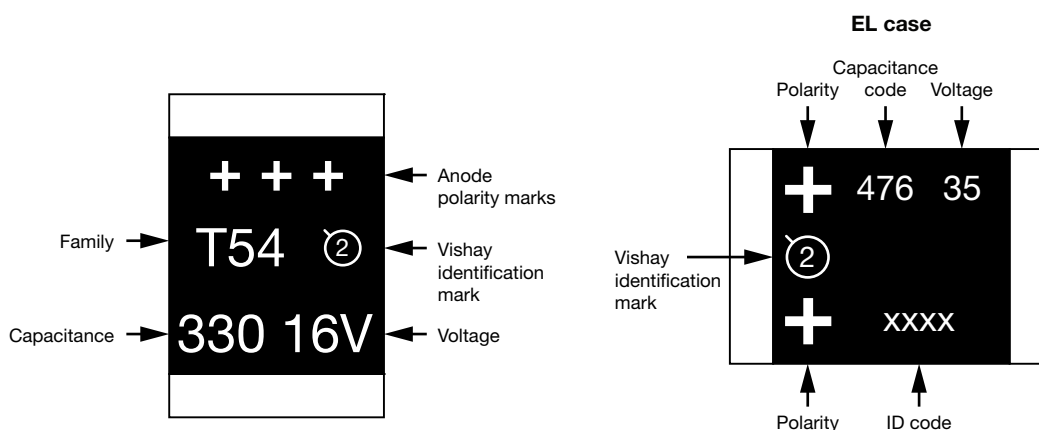 + + +
Anode
polarity marks
Family
T54 2
Vishay
identification
mark
Capacitance
330 16V
Voltage
EL case
Polarity
Capacitance
code
Voltage
+ 476 35
Vishay
identification
mark
2
+ xxxx
Polarity
ID code